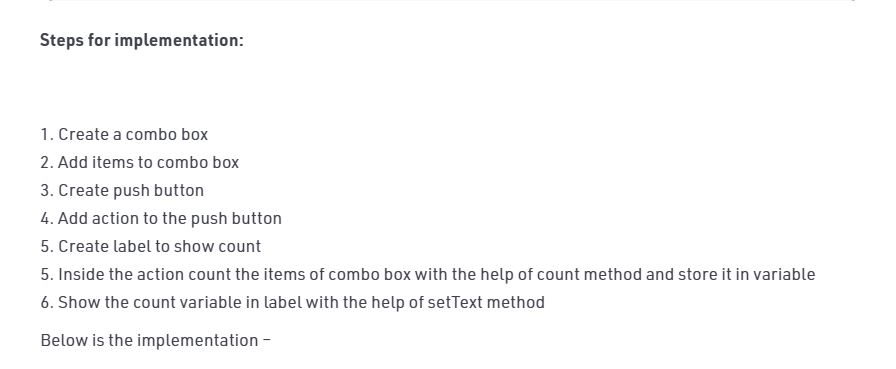 Steps for implementation:
1. Create a combo box
2. Add items to combo box
3. Create push button
4. Add action to the push button
5. Create label to show count
5. Inside the action count the items of combo box with the help of count method and store it in variable
6. Show the count variable in label with the help of setText method
Below is the implementation –